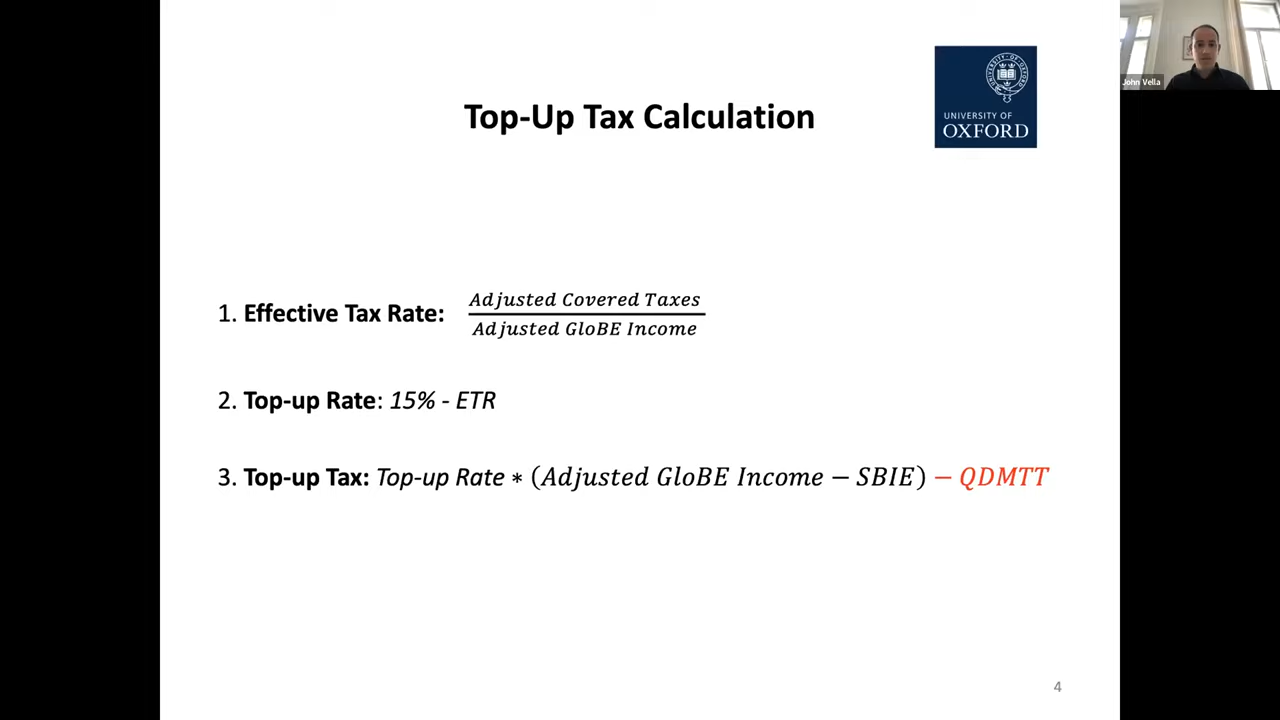 Top-Up Tax Calculation
UNIVERSITY OF
OXFORD
John Vella
1. Effective Tax Rate: Adjusted Covered Taxes
Adjusted GloBE Income
2. Top-up Rate: 15% - ETR
3. Top-up Tax: Top-up Rate * (Adjusted GloBE Income − SBIE) − QDMTT
4